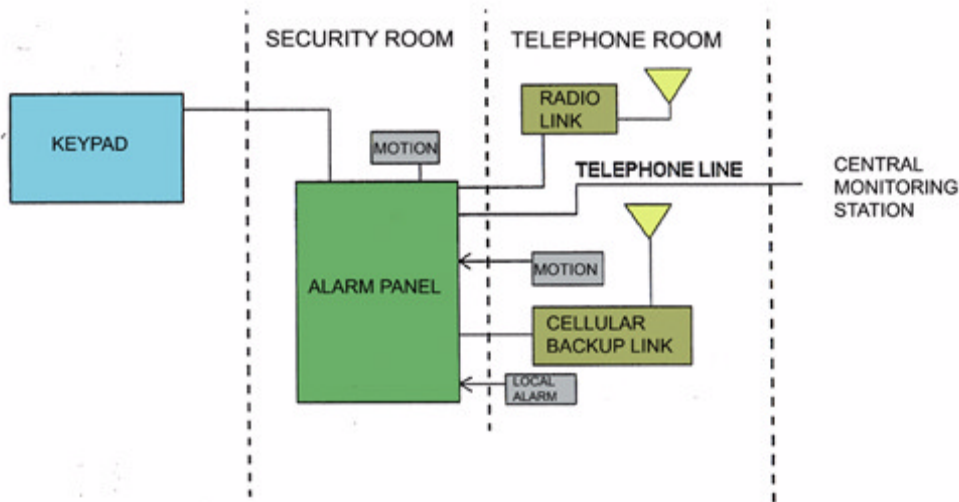 SECURITY ROOM
TELEPHONE ROOM
KEYPAD
MOTION
RADIO
LINK
TELEPHONE LINE
CENTRAL
MONITORING
STATION
ALARM PANEL
MOTION
CELLULAR
BACKUP LINK
LOCAL
ALARM